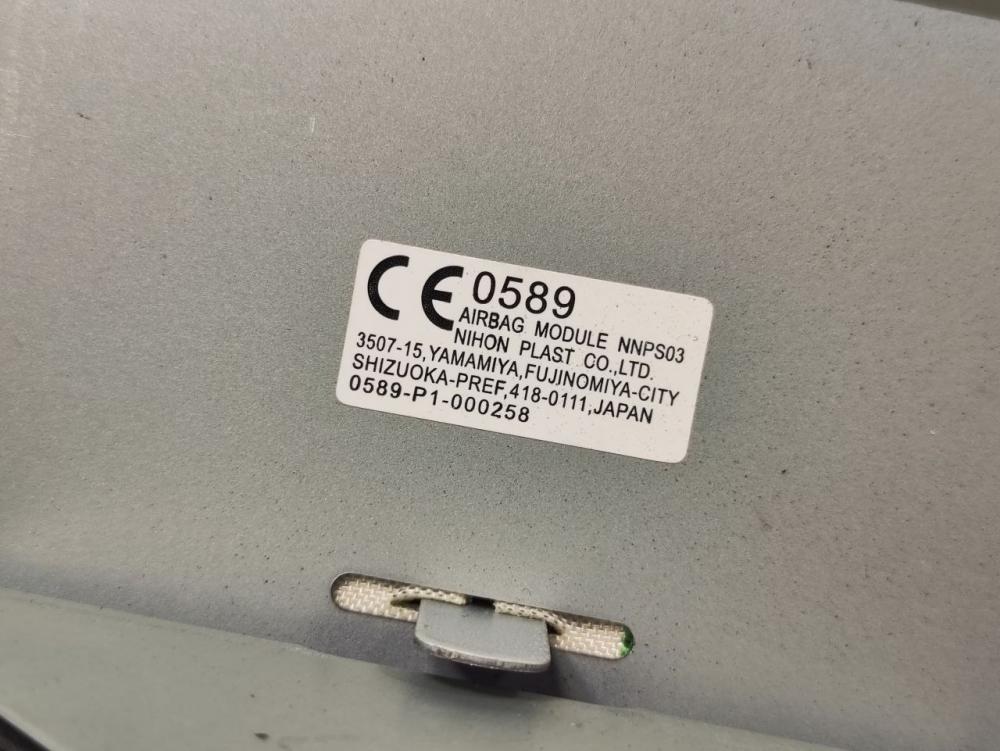 CE 0589
AIRBAG MODULE NNPS03
NIHON PLAST CO.,LTD.
3507-15,YAMAMIYA,FUJINOMIYA-CITY
SHIZUOKA-PREF,418-0111,JAPAN
0589-P1-000258